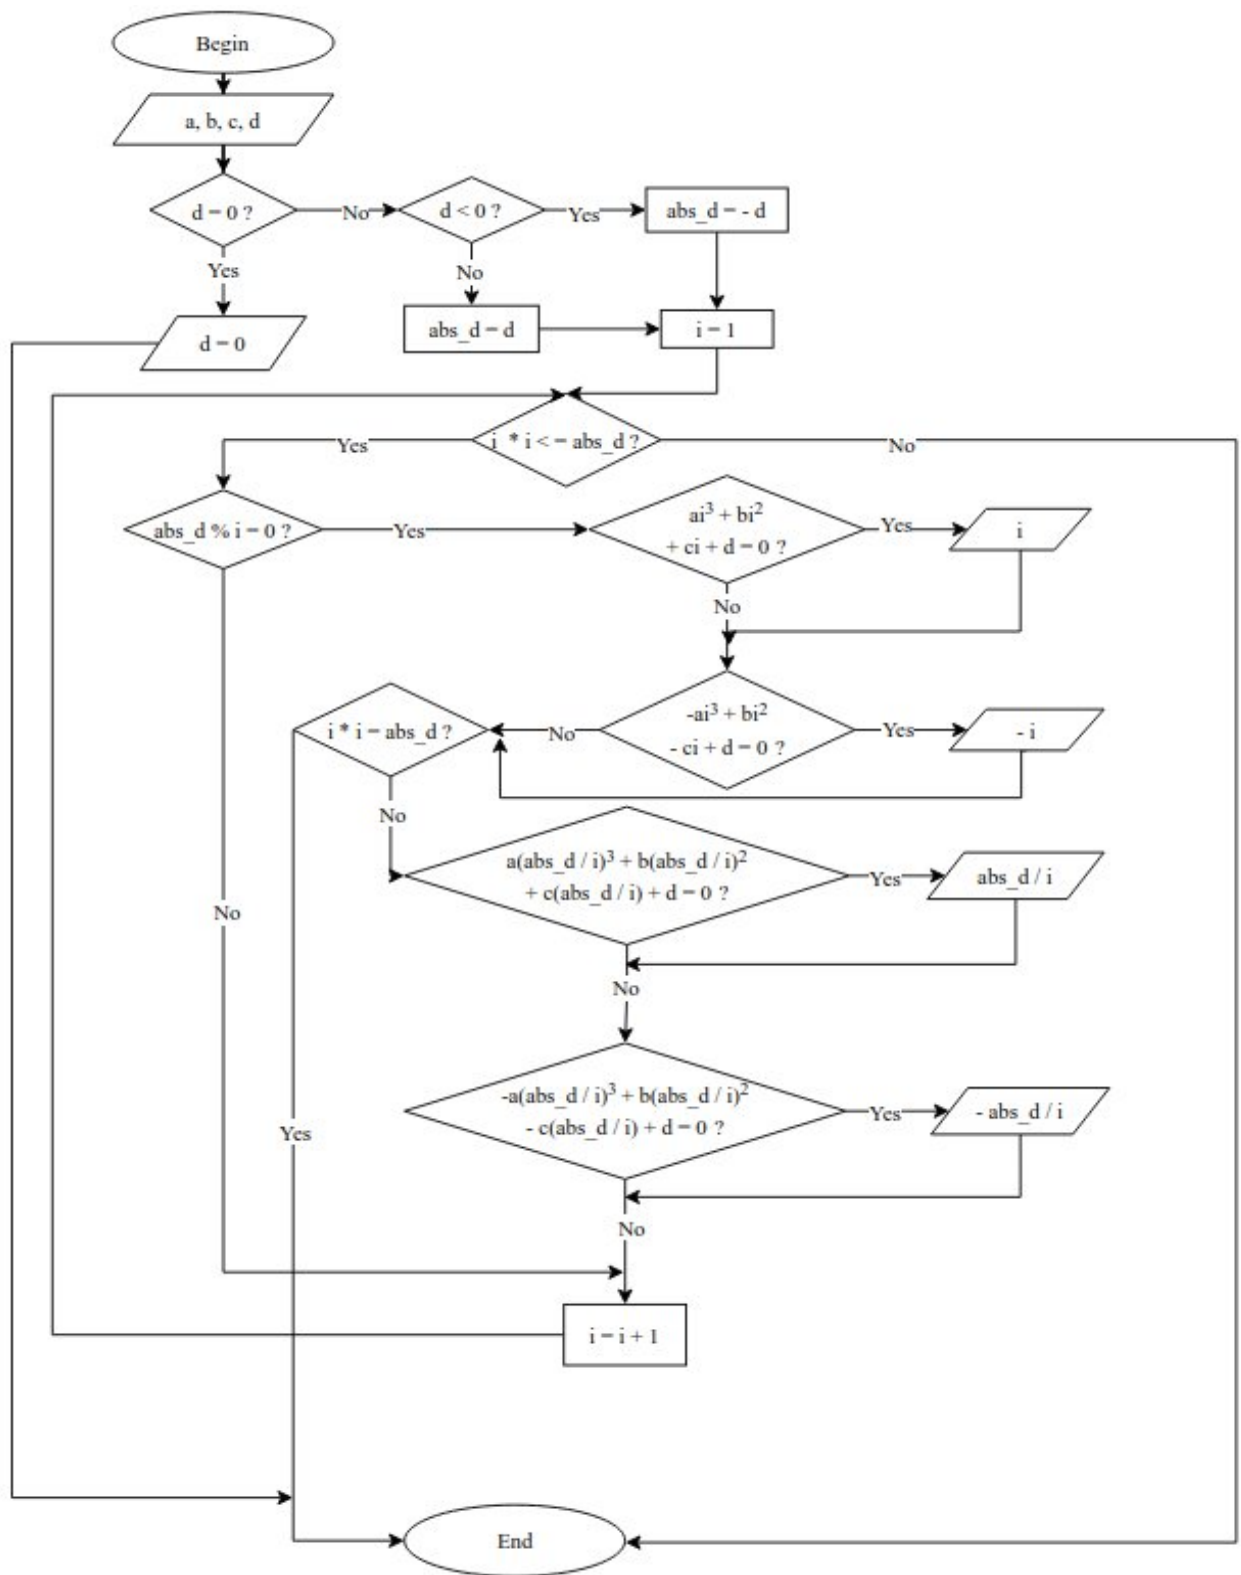 Begin
a, b, c, d
d = 0 ?
No
d < 0 ?
Yes
abs_d = - d
Yes
No
d = 0
abs_d = d
i = 1
i * i < = abs_d ?
Yes
No
abs_d % i = 0 ?
Yes
ai³ + bi²
+ ci + d = 0 ?
Yes
i
No
-ai³ + bi²
- ci + d = 0 ?
Yes
- i
No
i * i = abs_d ?
No
a(abs_d / i)³ + b(abs_d / i)²
+ c(abs_d / i) + d = 0 ?
Yes
abs_d / i
No
No
-a(abs_d / i)³ + b(abs_d / i)²
- c(abs_d / i) + d = 0 ?
Yes
- abs_d / i
Yes
No
i = i + 1
End